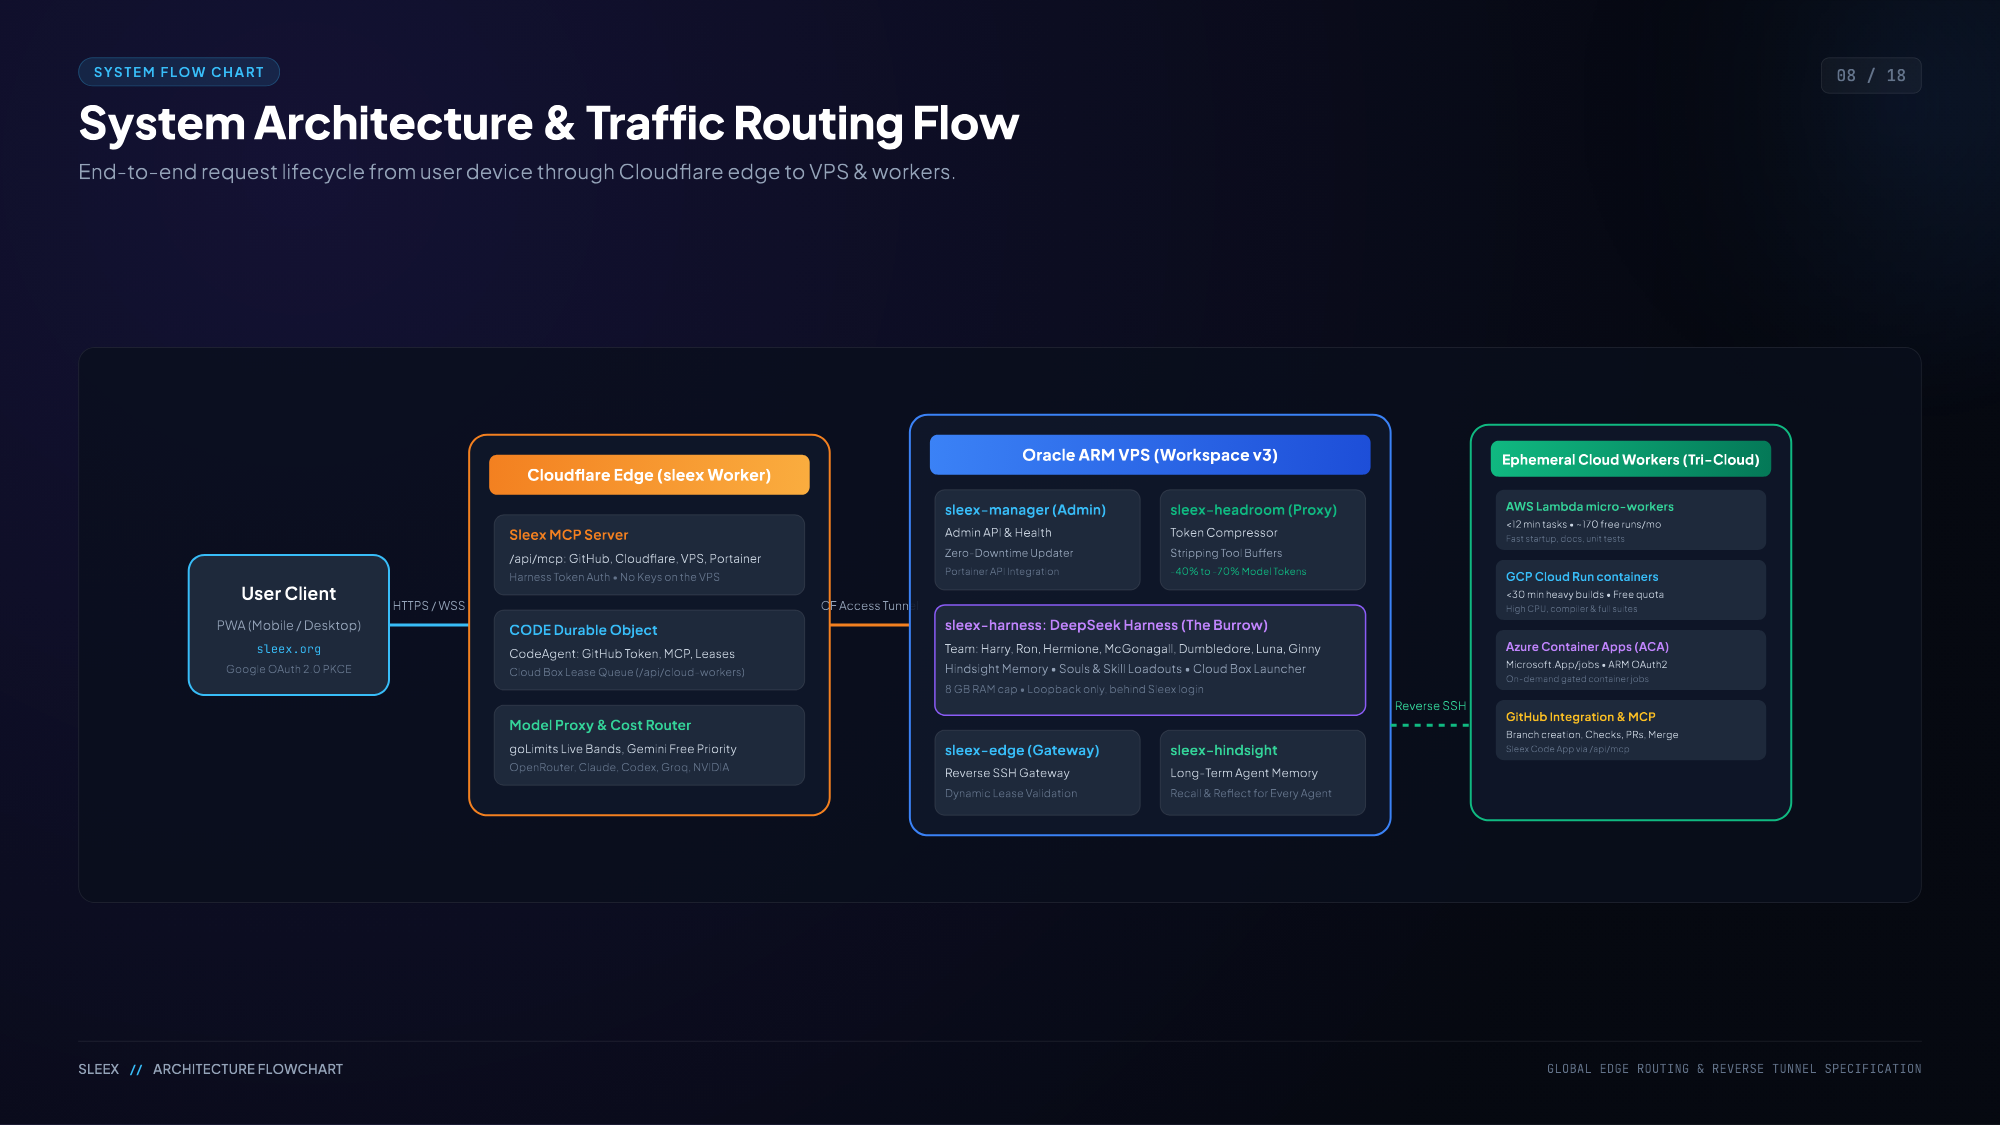 SYSTEM FLOW CHART
08 / 18
System Architecture & Traffic Routing Flow
End-to-end request lifecycle from user device through Cloudflare edge to VPS & workers.
User Client
PWA (Mobile / Desktop)
sleex.org
Google OAuth 2.0 PKCE
HTTPS / WSS
Cloudflare Edge (sleex Worker)
Sleex MCP Server
/api/mcp: GitHub, Cloudflare, VPS, Portainer
Harness Token Auth • No Keys on the VPS
CODE Durable Object
CodeAgent: GitHub Token, MCP, Leases
Cloud Box Lease Queue (/api/cloud-workers)
Model Proxy & Cost Router
goLimits Live Bands, Gemini Free Priority
OpenRouter, Claude, Codex, Groq, NVIDIA
CF Access
Oracle ARM VPS (Workspace v3)
sleex-manager (Admin)
Admin API & Health
Zero-Downtime Updater
Portainer API Integration
sleex-headroom (Proxy)
Token Compressor
Stripping Tool Buffers
-40% to -70% Model Tokens
sleex-harness: DeepSeek Harness (The Burrow)
Team: Harry, Ron, Hermione, McGonagall, Dumbledore, Luna, Ginny
Hindsight Memory • Souls & Skill Loadouts • Cloud Box Launcher
8 GB RAM cap • Loopback only, behind Sleex login
sleex-edge (Gateway)
Reverse SSH Gateway
Dynamic Lease Validation
sleex-hindsight
Long-Term Agent Memory
Recall & Reflect for Every Agent
Reverse SSH
Ephemeral Cloud Workers (Tri-Cloud)
AWS Lambda micro-workers
<12 min tasks • ~170 free runs/mo
Fast startup, docs, unit tests
GCP Cloud Run containers
<30 min heavy builds • Free quota
High CPU, compiler & full suites
Azure Container Apps (ACA)
Microsoft.App/jobs • ARM OAuth2
On-demand gated container jobs
GitHub Integration & MCP
Branch creation, Checks, PRs, Merge
Sleex Code App via /api/mcp
SLEEX // ARCHITECTURE FLOWCHART
GLOBAL EDGE ROUTING & REVERSE TUNNEL SPECIFICATION